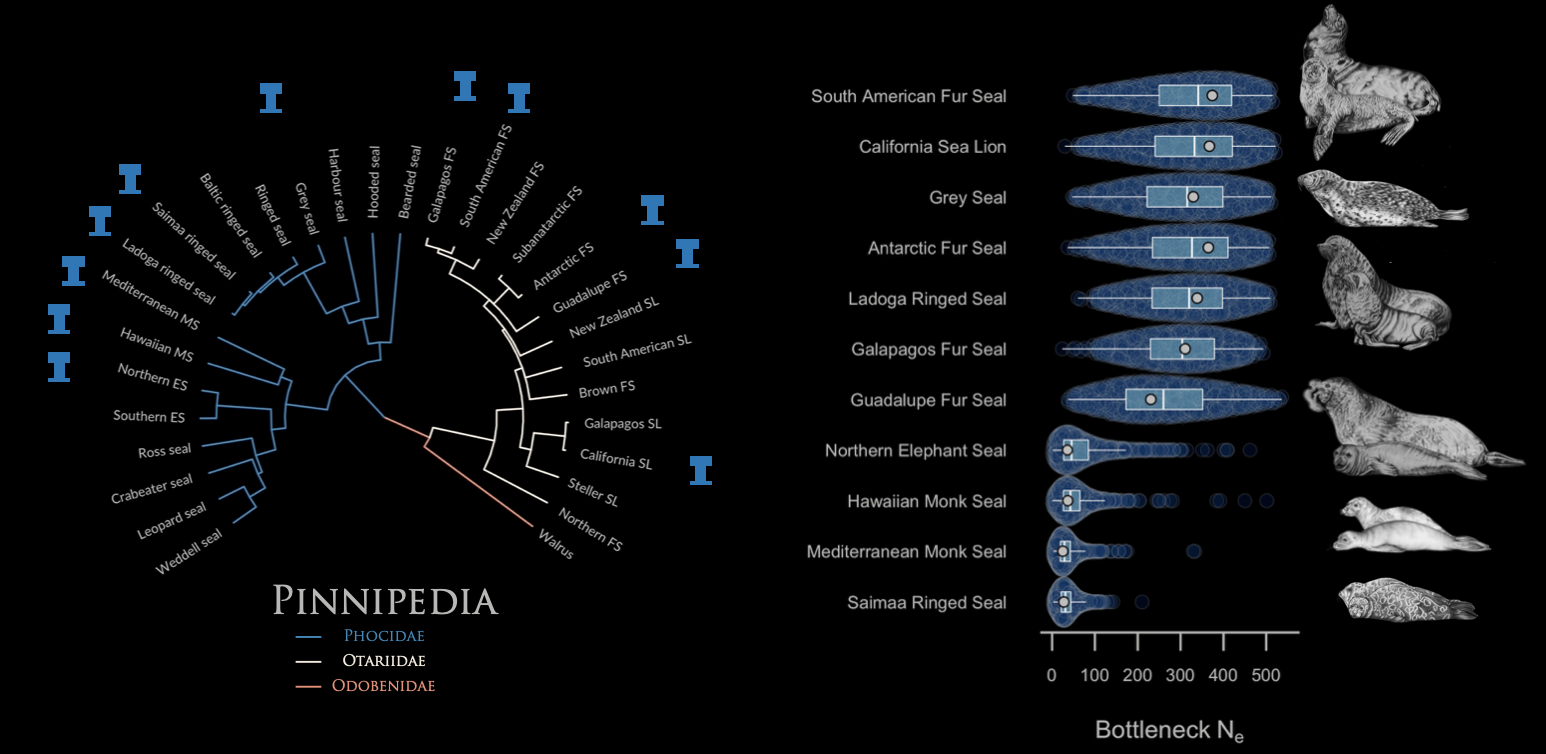 Weddell seal
Leopard seal
Crabeater seal
Ross seal
Southern ES
Northern ES
Hawaiian MS
Mediterranean MS
Ladoga ringed seal
Saimaa ringed seal
Baltic ringed seal
Ringed seal
Grey seal
Harbour seal
Hooded seal
Bearded seal
Galapagos FS
South American FS
New Zealand FS
Subanatarctic FS
Antarctic FS
Guadalupe FS
New Zealand SL
South American SL
Brown FS
Galapagos SL
California SL
Steller SL
Northern FS
Walrus
Pinnipedia
Phocidae
Otariidae
Odobenidae
South American Fur Seal
California Sea Lion
Grey Seal
Antarctic Fur Seal
Ladoga Ringed Seal
Galapagos Fur Seal
Guadalupe Fur Seal
Northern Elephant Seal
Hawaiian Monk Seal
Mediterranean Monk Seal
Saimaa Ringed Seal
0 100 200 300 400 500
Bottleneck Ne